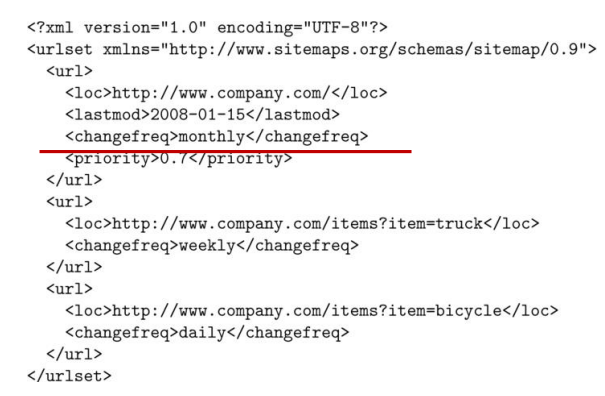 <?xml version="1.0" encoding="UTF-8"?>
<urlset xmlns="http://www.sitemaps.org/schemas/sitemap/0.9">
<url>
<loc>http://www.company.com/</loc>
<lastmod>2008-01-15</lastmod>
<changefreq>monthly</changefreq>
<priority>0.7</priority>
</url>
<url>
<loc>http://www.company.com/items?item=truck</loc>
<changefreq>weekly</changefreq>
</url>
<url>
<loc>http://www.company.com/items?item=bicycle</loc>
<changefreq>daily</changefreq>
</url>
</urlset>